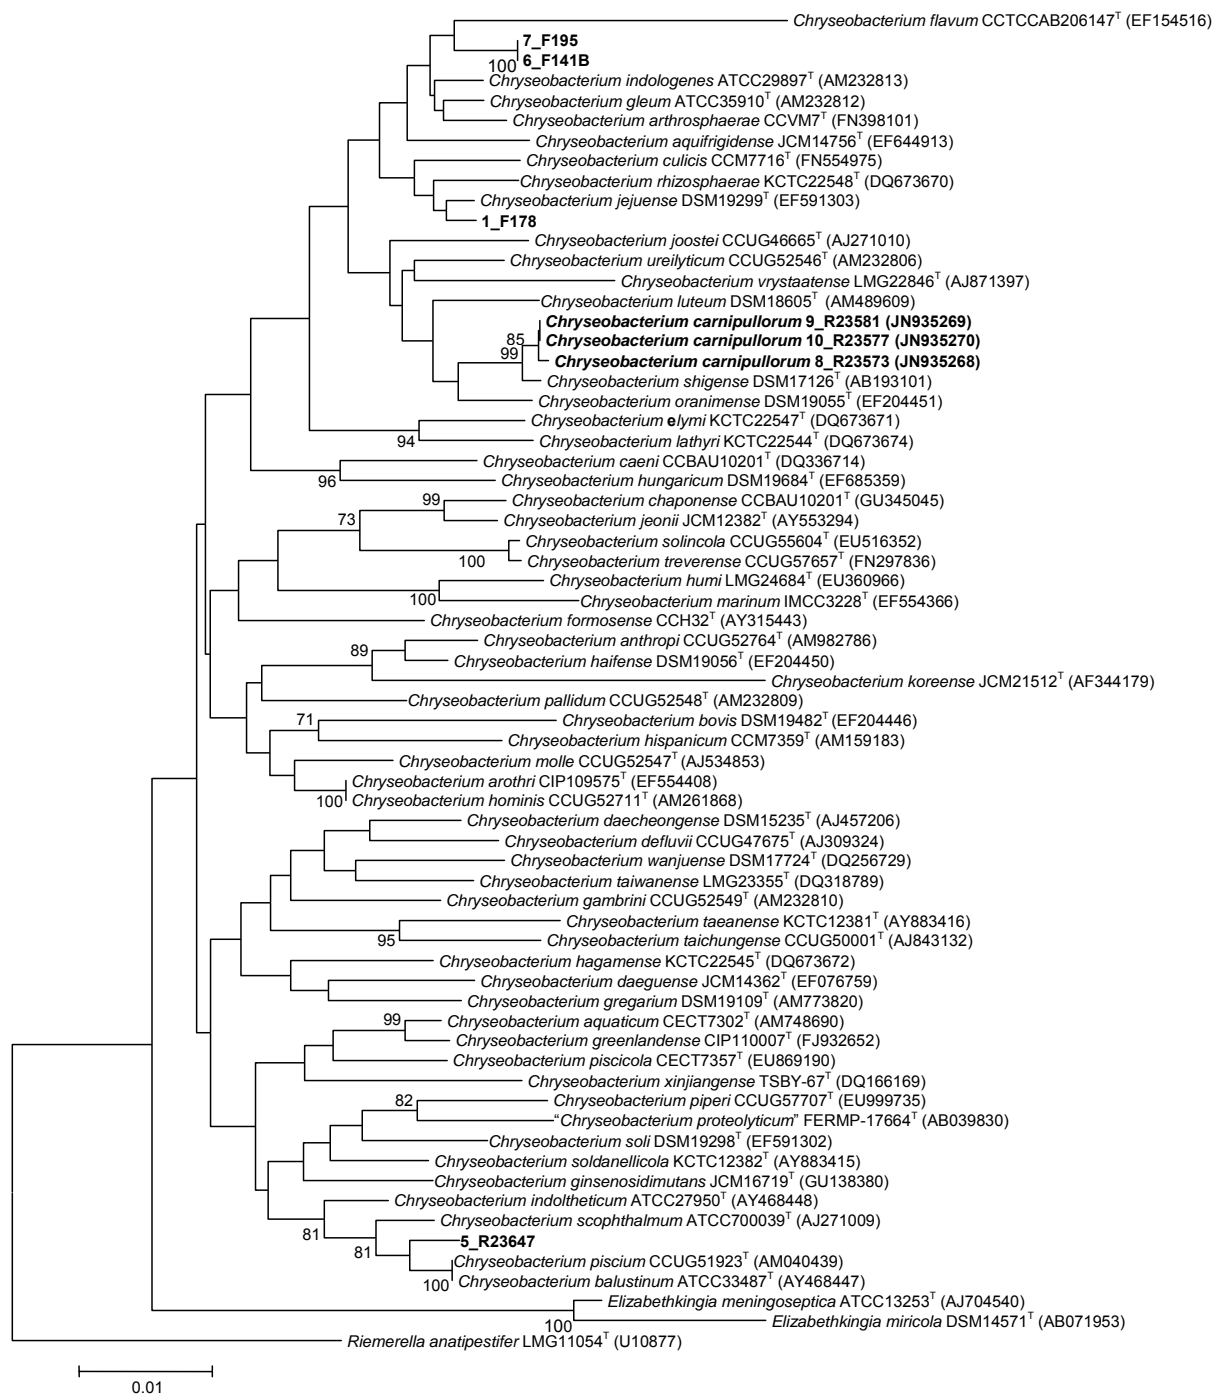 Chryseobacterium flavum CCTCCAB206147T (EF154516)
7_F195
6_F141B
100
Chryseobacterium indologenes ATCC29897T (AM232813)
Chryseobacterium gleum ATCC35910T (AM232812)
Chryseobacterium arthrosphaerae CCVM7T (FN398101)
Chryseobacterium aquifrigidense JCM14756T (EF644913)
Chryseobacterium culicis CCM7716T (FN554975)
Chryseobacterium rhizosphaerae KCTC22548T (DQ673670)
Chryseobacterium jejuense DSM19299T (EF591303)
1_F178
Chryseobacterium joostei CCUG46665T (AJ271010)
Chryseobacterium ureilyticum CCUG52546T (AM232806)
Chryseobacterium vrystaatense LMG22846T (AJ871397)
Chryseobacterium luteum DSM18605T (AM489609)
Chryseobacterium carnipullorum 9_R23581 (JN935269)
85 Chryseobacterium carnipullorum 10_R23577 (JN935270)
99 Chryseobacterium carnipullorum 8_R23573 (JN935268)
Chryseobacterium shigense DSM17126T (AB193101)
Chryseobacterium oranimense DSM19055T (EF204451)
Chryseobacterium elymi KCTC22547T (DQ673671)
94 Chryseobacterium lathyri KCTC22544T (DQ673674)
Chryseobacterium caeni CCBAU10201T (DQ336714)
96 Chryseobacterium hungaricum DSM19684T (EF685359)
99 Chryseobacterium chaponense CCBAU10201T (GU345045)
73 Chryseobacterium jeonii JCM12382T (AY553294)
Chryseobacterium solincola CCUG55604T (EU516352)
100 Chryseobacterium treverense CCUG57657T (FN297836)
Chryseobacterium humi LMG24684T (EU360966)
100 Chryseobacterium marinum IMCC3228T (EF554366)
Chryseobacterium formosense CCH32T (AY315443)
Chryseobacterium anthropi CCUG52764T (AM982786)
89 Chryseobacterium haifense DSM19056T (EF204450)
Chryseobacterium koreense JCM21512T (AF344179)
Chryseobacterium pallidum CCUG52548T (AM232809)
71 Chryseobacterium bovis DSM19482T (EF204446)
Chryseobacterium hispanicum CCM7359T (AM159183)
Chryseobacterium molle CCUG52547T (AJ534853)
Chryseobacterium arothri CIP109575T (EF554408)
100 Chryseobacterium hominis CCUG52711T (AM261868)
Chryseobacterium daecheongense DSM15235T (AJ457206)
Chryseobacterium defluvii CCUG47675T (AJ309324)
Chryseobacterium wanjuense DSM17724T (DQ256729)
Chryseobacterium taiwanense LMG23355T (DQ318789)
Chryseobacterium gambrini CCUG52549T (AM232810)
Chryseobacterium taeanense KCTC12381T (AY883416)
95 Chryseobacterium taichungense CCUG50001T (AJ843132)
Chryseobacterium hagamense KCTC22545T (DQ673672)
Chryseobacterium daeguense JCM14362T (EF076759)
Chryseobacterium gregarium DSM19109T (AM773820)
99 Chryseobacterium aquaticum CECT7302T (AM748690)
Chryseobacterium greenlandense CIP110007T (FJ932652)
Chryseobacterium piscicola CECT7357T (EU869190)
Chryseobacterium xinjiangense TSBY-67T (DQ166169)
82 Chryseobacterium piperi CCUG57707T (EU999735)
“Chryseobacterium proteolyticum” FERMP-17664T (AB039830)
Chryseobacterium soli DSM19298T (EF591302)
Chryseobacterium soldanellicola KCTC12382T (AY883415)
Chryseobacterium ginsenosidimutans JCM16719T (GU138380)
Chryseobacterium indoltheticum ATCC27950T (AY468448)
Chryseobacterium scophthalmum ATCC700039T (AJ271009)
81
81 5_R23647
Chryseobacterium piscium CCUG51923T (AM040439)
100 Chryseobacterium balustinum ATCC33487T (AY468447)
Elizabethkingia meningoseptica ATCC13253T (AJ704540)
100 Elizabethkingia miricola DSM14571T (AB071953)
Riemerella anatipestifer LMG11054T (U10877)
0.01